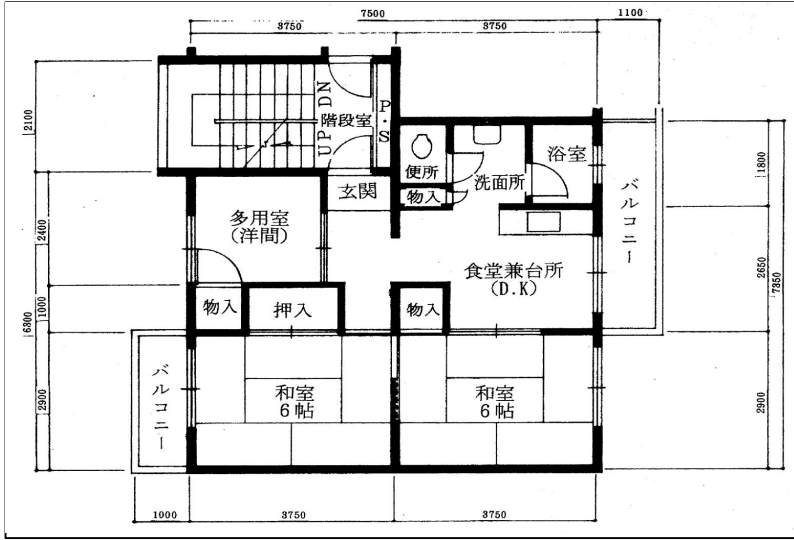 7500
1100
3750
3750
2100
UP
DN
階段室
P・S
便所
洗面所
浴室
バルコニー
1800
玄関
物入
多用室
(洋間)
2400
食堂兼台所
(D.K)
2650
7350
物入
押入
物入
1000
6300
バルコニー
和室
6帖
和室
6帖
2900
2900
1000
3750
3750